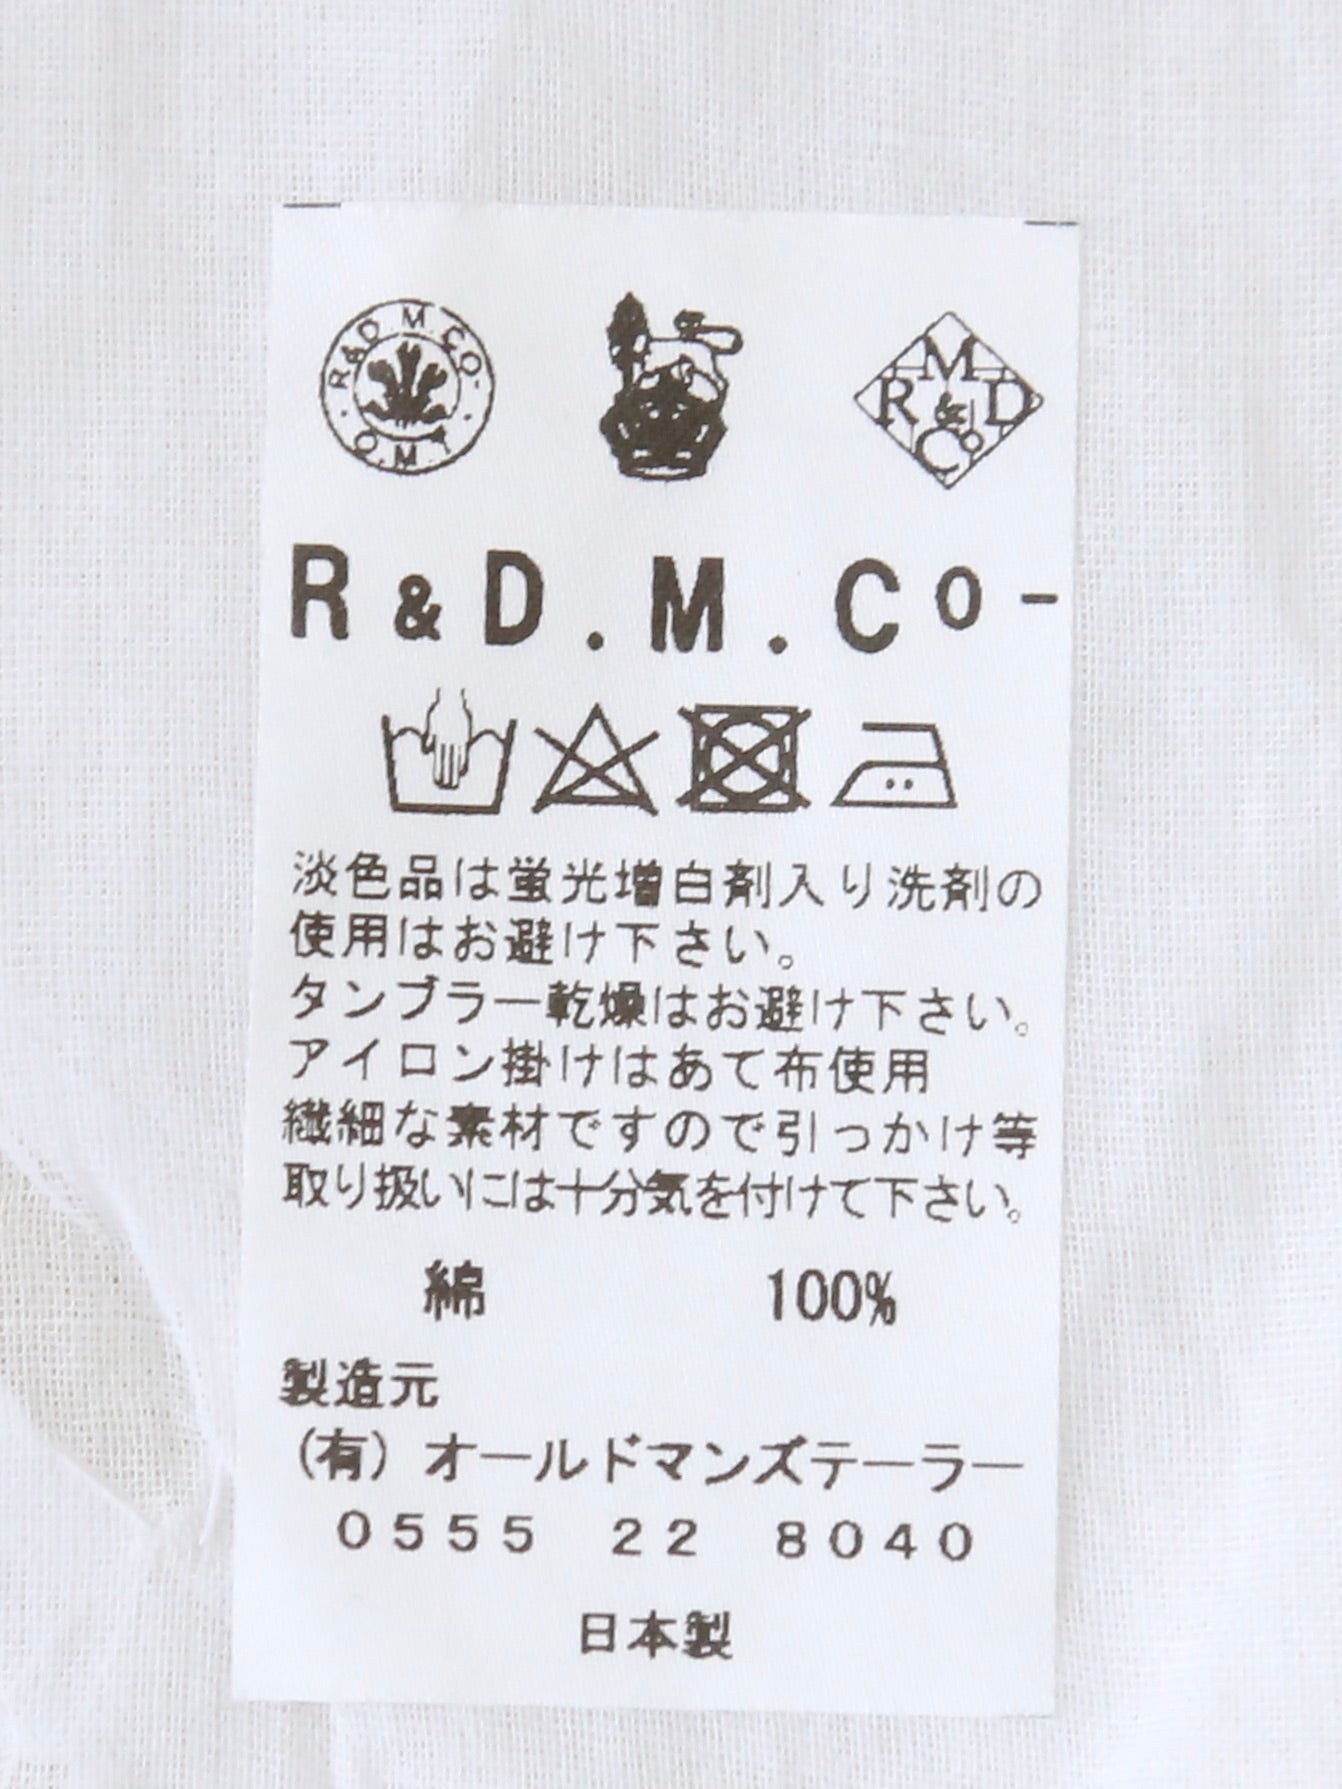 R&D.M.CO-
O.M.T.
M
R & D
Co
R&D.M.Co-
淡色品は蛍光増白剤入り洗剤の
使用はお避け下さい。
タンブラー乾燥はお避け下さい。
アイロン掛けはあて布使用
繊細な素材ですので引っかけ等
取り扱いには十分気を付けて下さい。
綿 100%
製造元
(有) オールドマンズテーラー
0555 22 8040
日本製